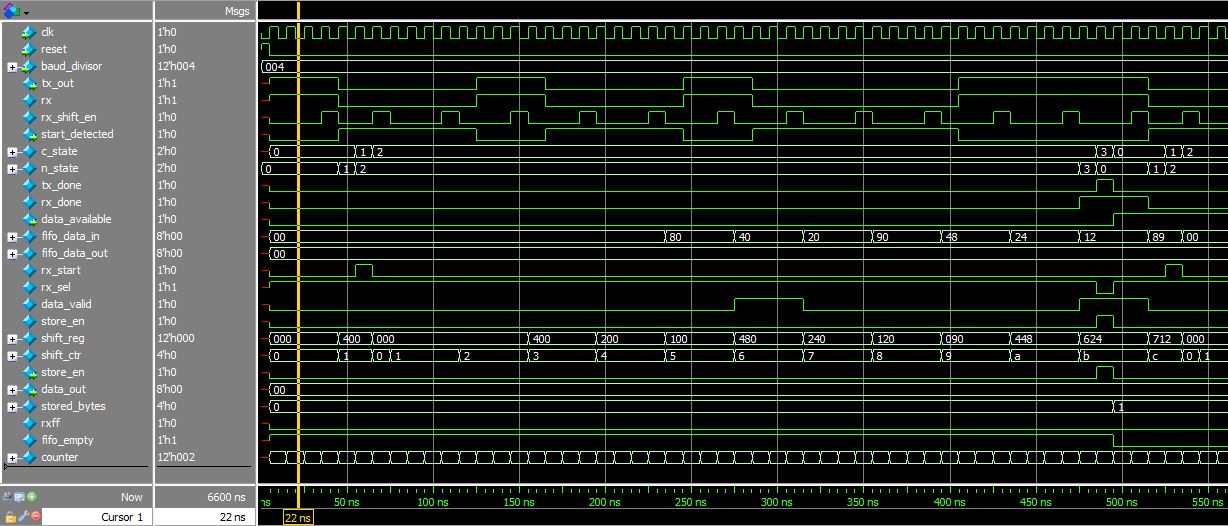 Msgs
clk 1'h0
reset 1'h0
baud_divisor 12'h004 004
tx_out 1'h1
rx 1'h1
rx_shift_en 1'h0
start_detected 1'h0
c_state 2'h0 0 1 2 3 0 1 2
n_state 2'h0 0 1 2 3 0 1 2
tx_done 1'h0
rx_done 1'h0
data_available 1'h0
fifo_data_in 8'h00 00 80 40 20 90 48 24 12 89 00
fifo_data_out 8'h00 00
rx_start 1'h0
rx_sel 1'h1
data_valid 1'h0
store_en 1'h0
shift_reg 12'h000 000 400 000 400 200 100 480 240 120 090 448 624 712 000
shift_ctr 4'h0 0 1 0 1 2 3 4 5 6 7 8 9 a b c 0 1
store_en 1'h0
data_out 8'h00 00
stored_bytes 4'h0 0 1
rxff 1'h0
fifo_empty 1'h1
counter 12'h002
Now 6600 ns ns 50 ns 100 ns 150 ns 200 ns 250 ns 300 ns 350 ns 400 ns 450 ns 500 ns 550 ns
Cursor 1 22 ns 22 ns